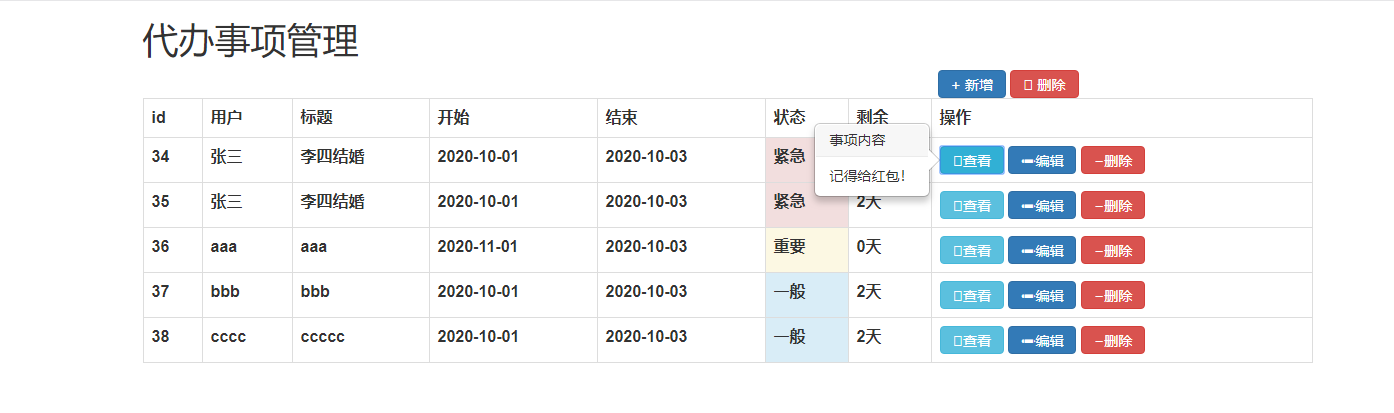 代办事项管理
+ 新增 删除
id 用户 标题 开始 结束 状态 剩余 操作
事项内容
34 张三 李四结婚 2020-10-01 2020-10-03 紧急 查看 编辑 −删除
记得给红包!
35 张三 李四结婚 2020-10-01 2020-10-03 紧急 2天 查看 编辑 −删除
36 aaa aaa 2020-11-01 2020-10-03 重要 0天 查看 编辑 −删除
37 bbb bbb 2020-10-01 2020-10-03 一般 2天 查看 编辑 −删除
38 cccc ccccc 2020-10-01 2020-10-03 一般 2天 查看 编辑 −删除